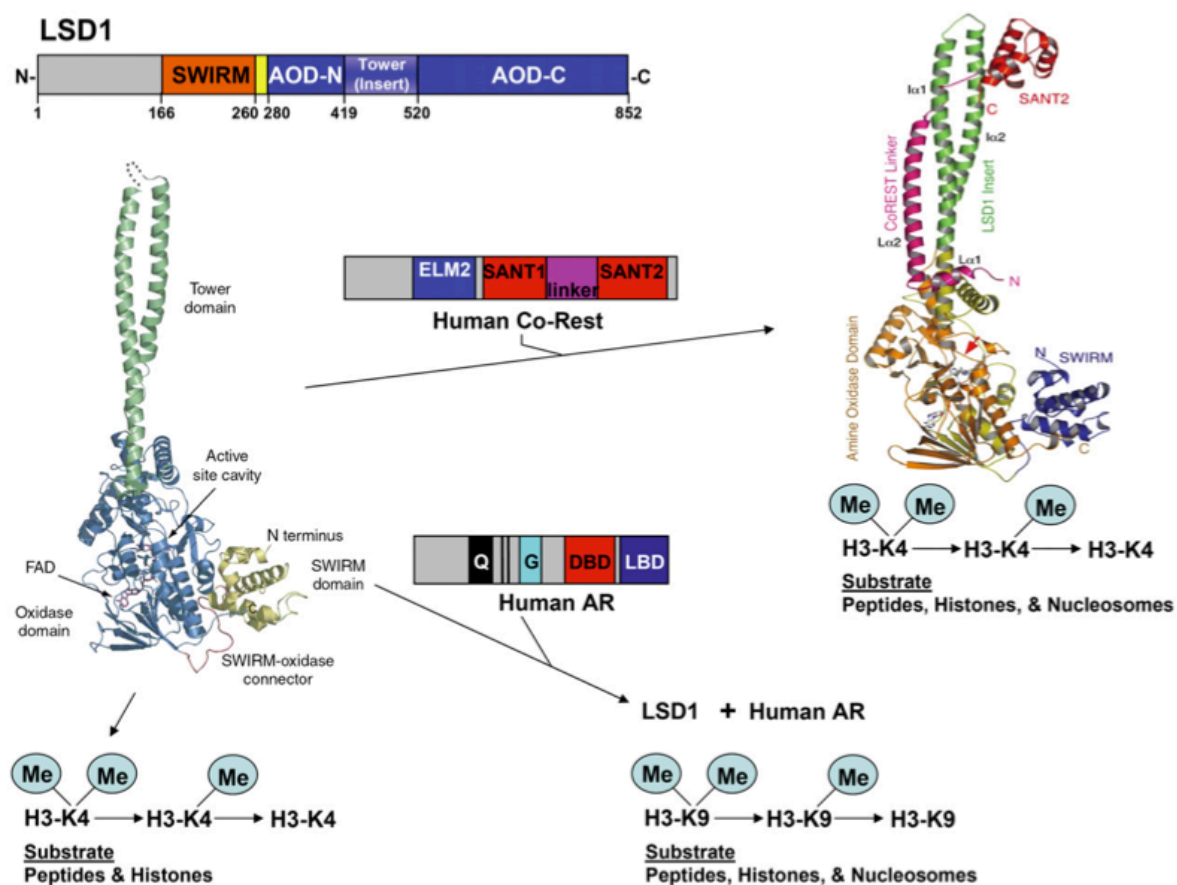 LSD1
N- SWIRM AOD-N Tower (Insert) AOD-C -C
1 166 260 280 419 520 852
Tower
domain
Active
site cavity
FAD
Oxidase
domain
N terminus
SWIRM
domain
C
SWIRM-oxidase
connector
Me Me Me
H3-K4 H3-K4 H3-K4
Substrate
Peptides & Histones
ELM2 SANT1 linker SANT2
Human Co-Rest
Q G DBD LBD
Human AR
LSD1 + Human AR
Me Me Me
H3-K9 H3-K9 H3-K9
Substrate
Peptides, Histones, & Nucleosomes
Iα1
SANT2
C
Iα2
CoREST Linker
LSD1 Insert
Lα2
Lα1
N
Amine Oxidase Domain
N
SWIRM
C
Me Me Me
H3-K4 H3-K4 H3-K4
Substrate
Peptides, Histones, & Nucleosomes